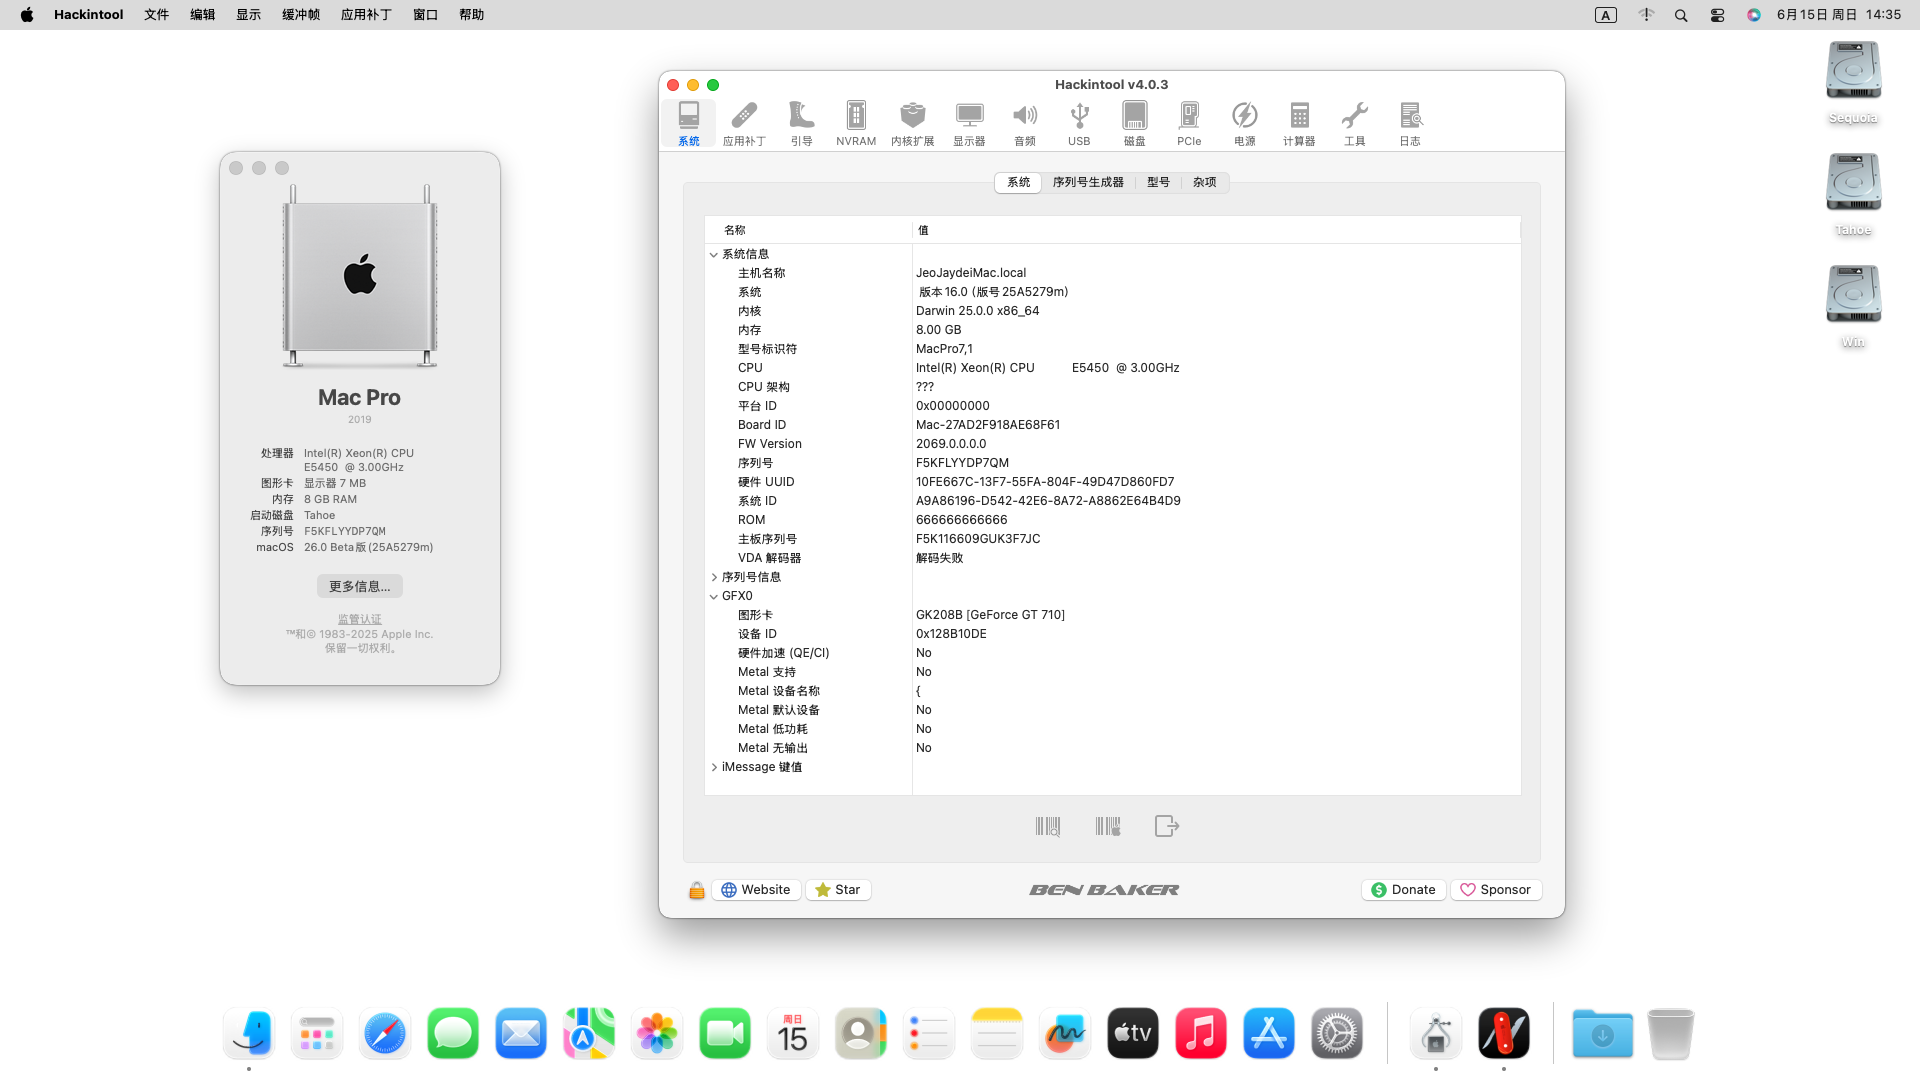 Hackintool 文件 编辑 显示 缓冲帧 应用补丁 窗口 帮助 A 6月15日 周日 14:35
Sequoia
Tahoe
Win
Mac Pro
2019
处理器 Intel(R) Xeon(R) CPU
E5450 @ 3.00GHz
图形卡 显示器 7 MB
内存 8 GB RAM
启动磁盘 Tahoe
序列号 F5KFLYYDP7QM
macOS 26.0 Beta版 (25A5279m)
更多信息...
监管认证
™和© 1983-2025 Apple Inc.
保留一切权利。
Hackintool v4.0.3
系统 应用补丁 引导 NVRAM 内核扩展 显示器 音频 USB 磁盘 PCIe 电源 计算器 工具 日志
系统 序列号生成器 型号 杂项
名称 值
系统信息
主机名称 JeoJaydeiMac.local
系统 版本 16.0 (版号 25A5279m)
内核 Darwin 25.0.0 x86_64
内存 8.00 GB
型号标识符 MacPro7,1
CPU Intel(R) Xeon(R) CPU E5450 @ 3.00GHz
CPU 架构 ???
平台 ID 0x00000000
Board ID Mac-27AD2F918AE68F61
FW Version 2069.0.0.0.0
序列号 F5KFLYYDP7QM
硬件 UUID 10FE667C-13F7-55FA-804F-49D47D860FD7
系统 ID A9A86196-D542-42E6-8A72-A8862E64B4D9
ROM 666666666666
主板序列号 F5K116609GUK3F7JC
VDA 解码器 解码失败
序列号信息
GFX0
图形卡 GK208B [GeForce GT 710]
设备 ID 0x128B10DE
硬件加速 (QE/CI) No
Metal 支持 No
Metal 设备名称 {
Metal 默认设备 No
Metal 低功耗 No
Metal 无输出 No
iMessage 键值
Website Star BEN BAKER Donate Sponsor
周日
15
tv